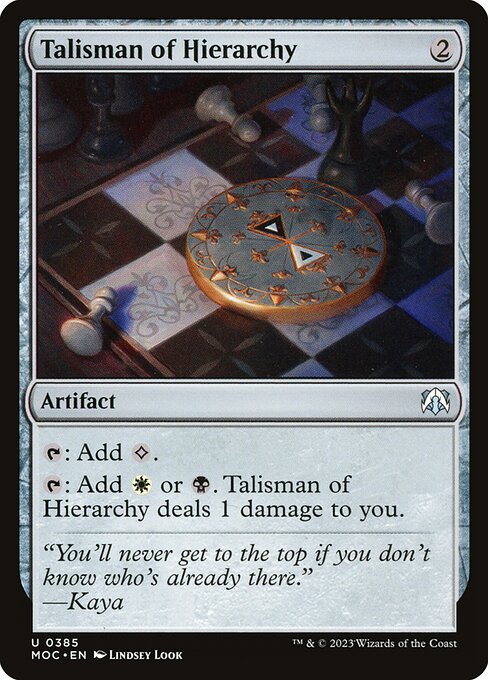 Talisman of Hierarchy 2
Artifact
: Add .
: Add or . Talisman of
Hierarchy deals 1 damage to you.
“You’ll never get to the top if you don’t
know who’s already there.”
—Kaya
U 0385
MOC • EN Lindsey Look
™ & © 2023 Wizards of the Coast